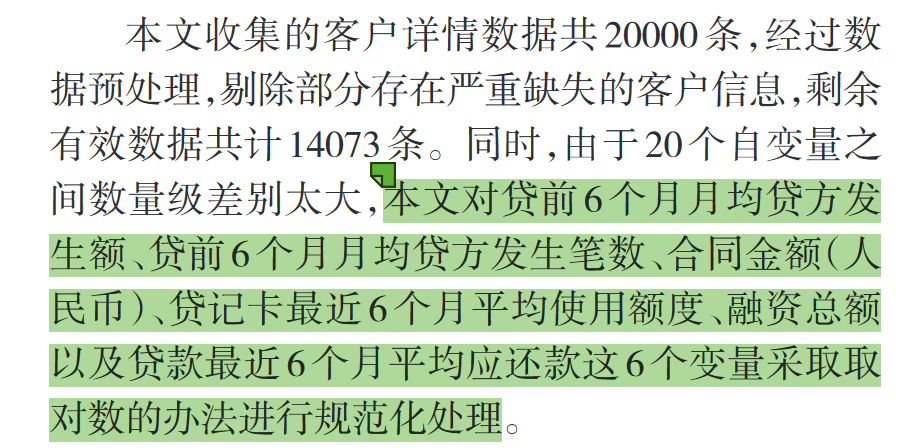 本文收集的客户详情数据共20000条,经过数
据预处理,剔除部分存在严重缺失的客户信息,剩余
有效数据共计14073条。同时,由于20个自变量之
间数量级差别太大,本文对贷前6个月月均贷方发
生额、贷前6个月月均贷方发生笔数、合同金额(人
民币)、贷记卡最近6个月平均使用额度、融资总额
以及贷款最近6个月平均应还款这6个变量采取取
对数的办法进行规范化处理。